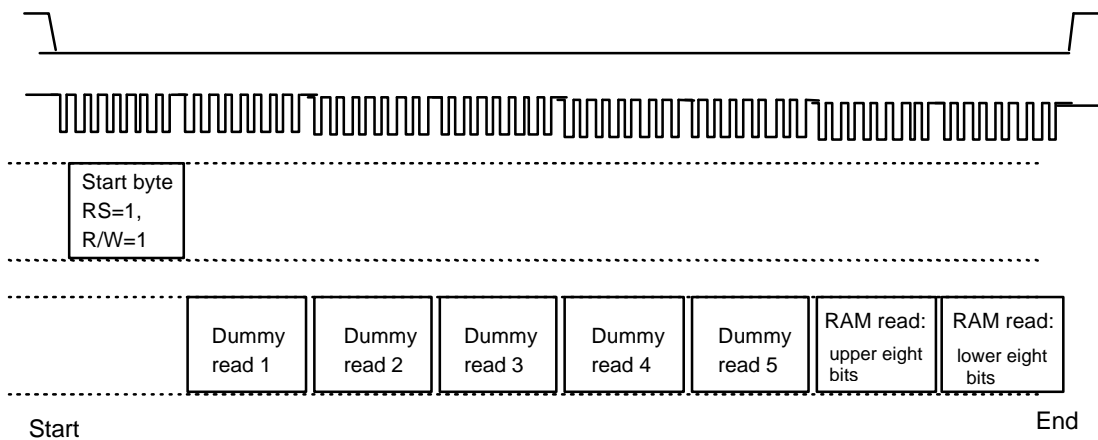 Start byte
RS=1,
R/W=1
Dummy
read 1
Dummy
read 2
Dummy
read 3
Dummy
read 4
Dummy
read 5
RAM read:
upper eight
bits
RAM read:
lower eight
bits
Start
End